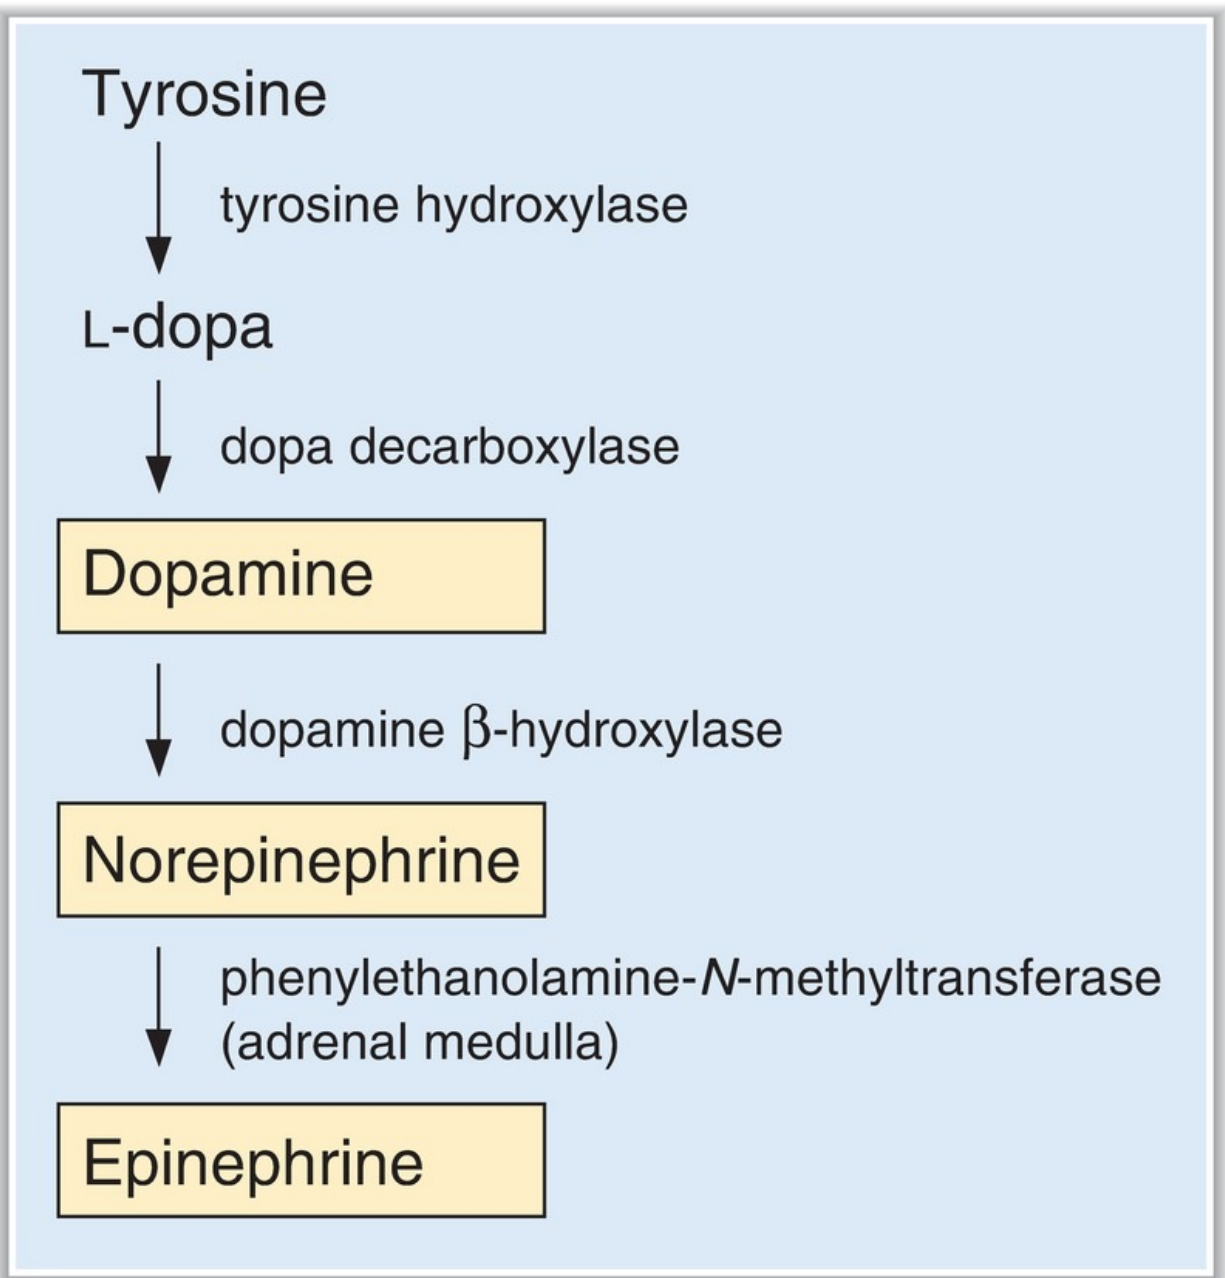 Tyrosine
tyrosine hydroxylase
L-dopa
dopa decarboxylase
Dopamine
dopamine β-hydroxylase
Norepinephrine
phenylethanolamine-N-methyltransferase
(adrenal medulla)
Epinephrine